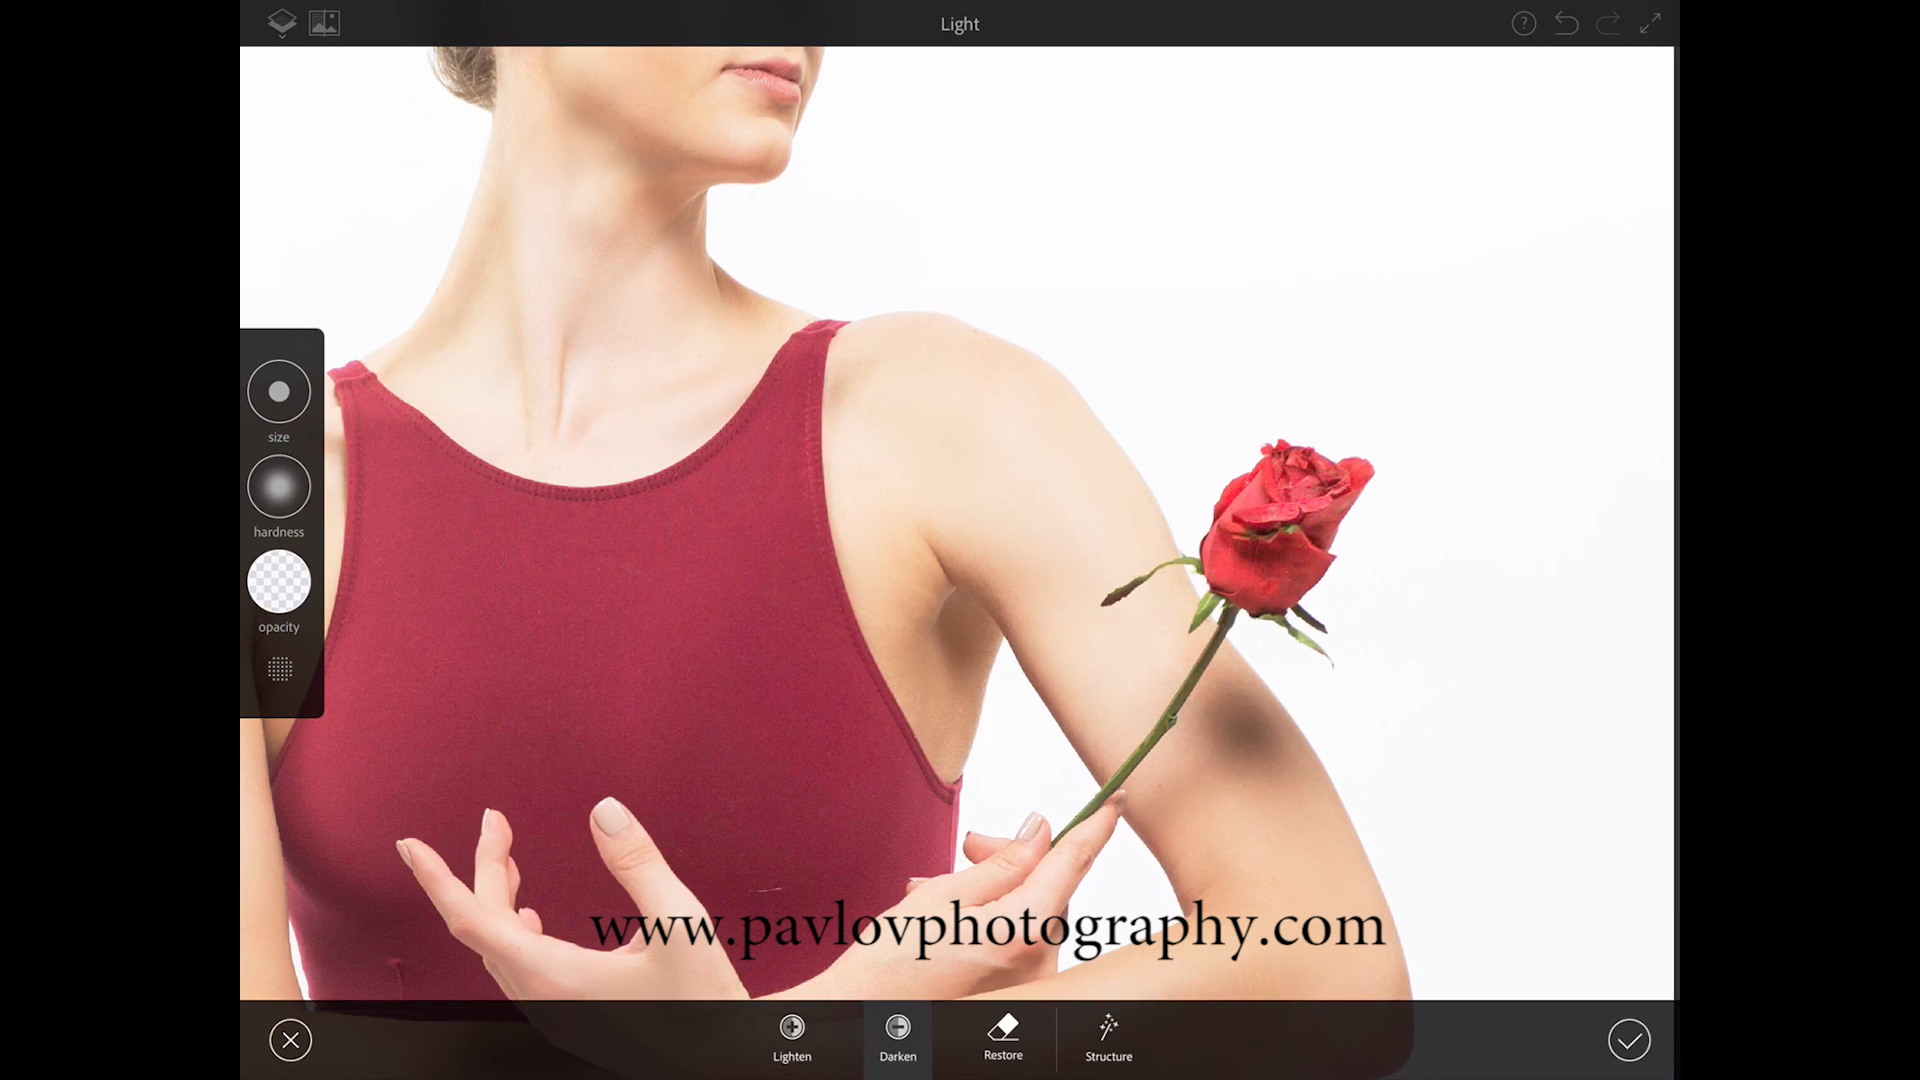 Light
?
size
hardness
opacity
www.pavlovphotography.com
Lighten
Darken
Restore
Structure